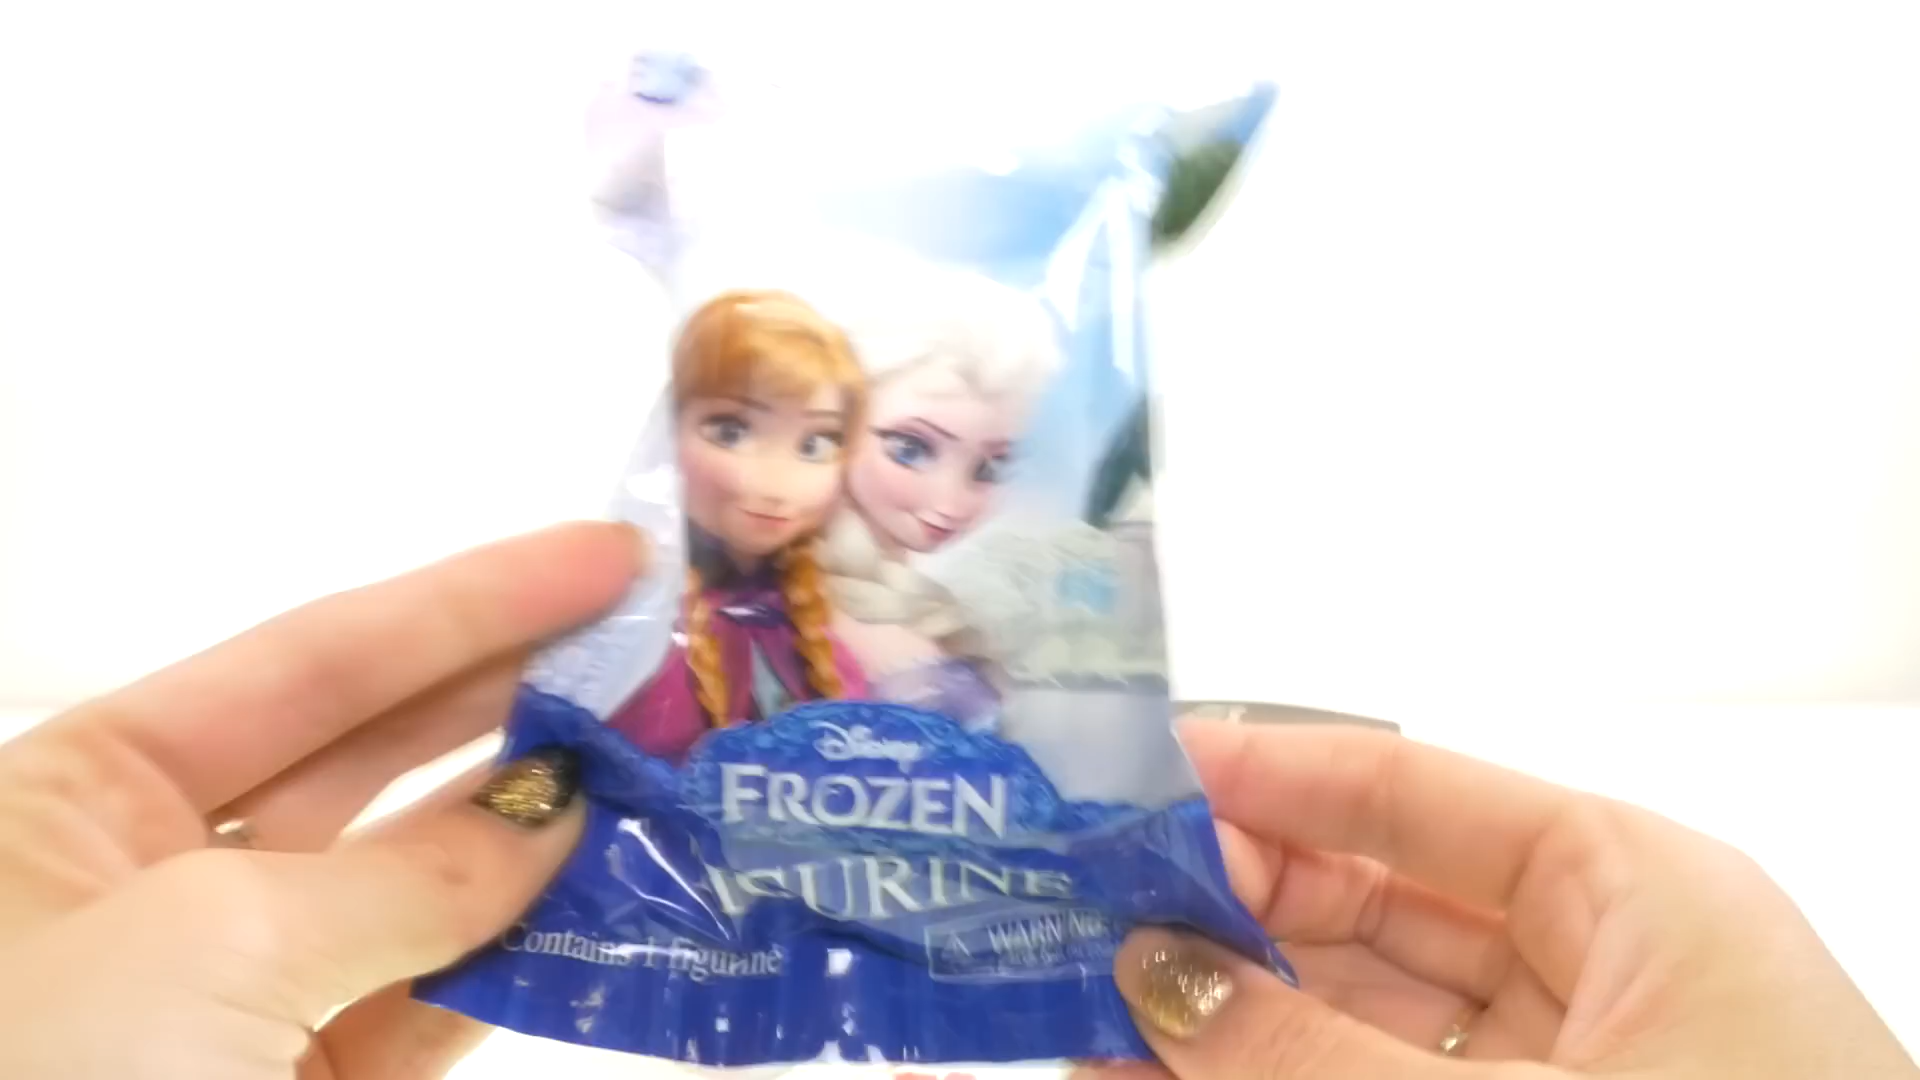 Disney
FROZEN
FIGURINE
Contains 1 figurine
WARNING